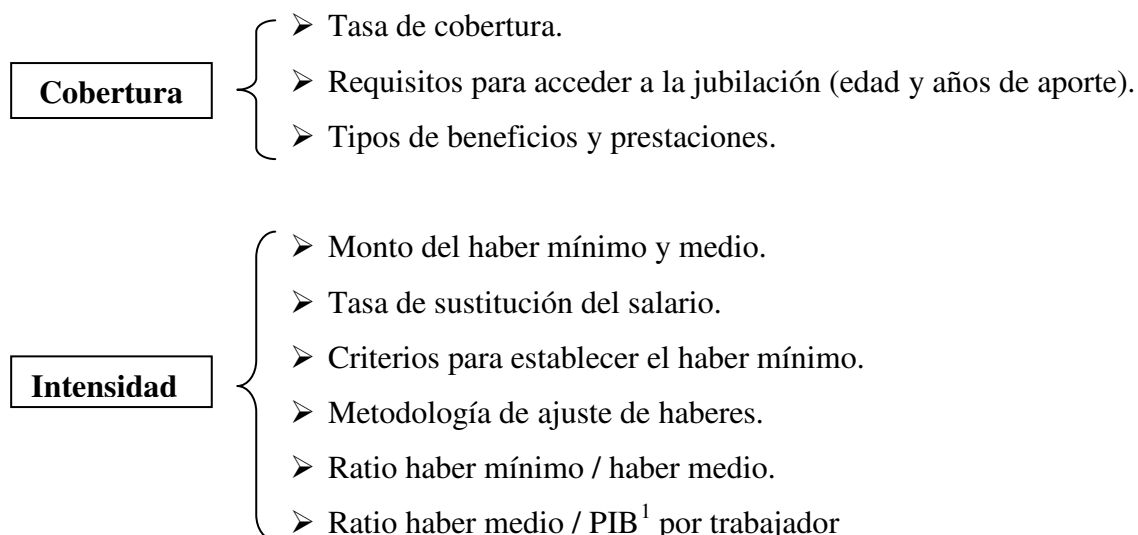 Cobertura
➢ Tasa de cobertura.
➢ Requisitos para acceder a la jubilación (edad y años de aporte).
➢ Tipos de beneficios y prestaciones.
Intensidad
➢ Monto del haber mínimo y medio.
➢ Tasa de sustitución del salario.
➢ Criterios para establecer el haber mínimo.
➢ Metodología de ajuste de haberes.
➢ Ratio haber mínimo / haber medio.
➢ Ratio haber medio / PIB¹ por trabajador